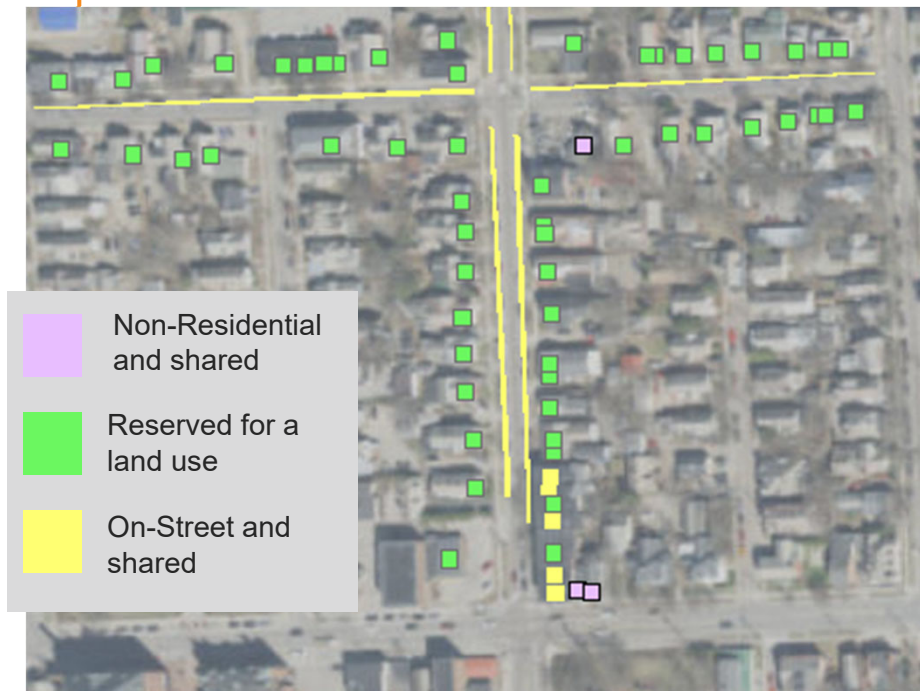 Non-Residential
and shared
Reserved for a
land use
On-Street and
shared